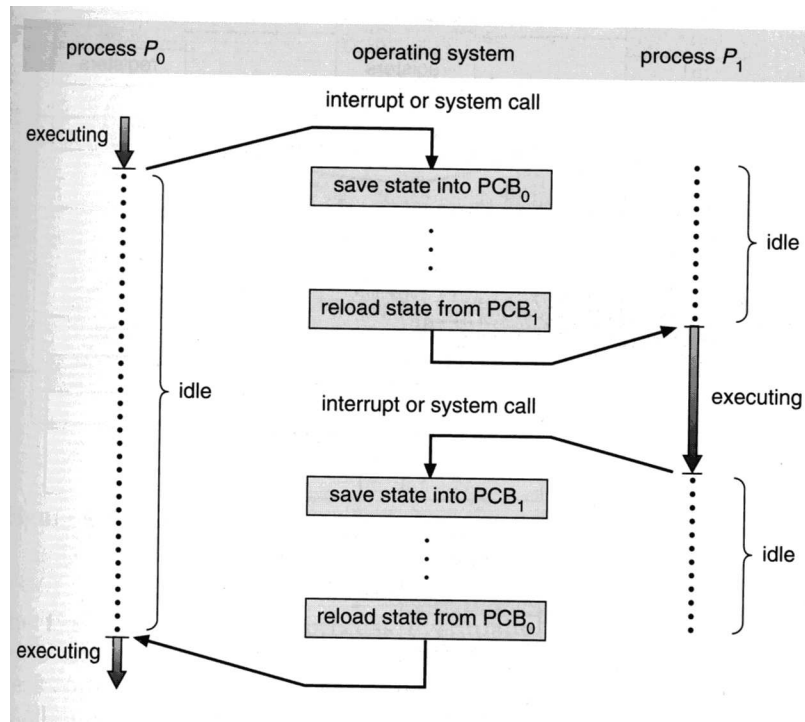 process P₀ operating system process P₁
interrupt or system call
executing
save state into PCB₀
idle
reload state from PCB₁
idle
interrupt or system call
executing
save state into PCB₁
idle
reload state from PCB₀
executing